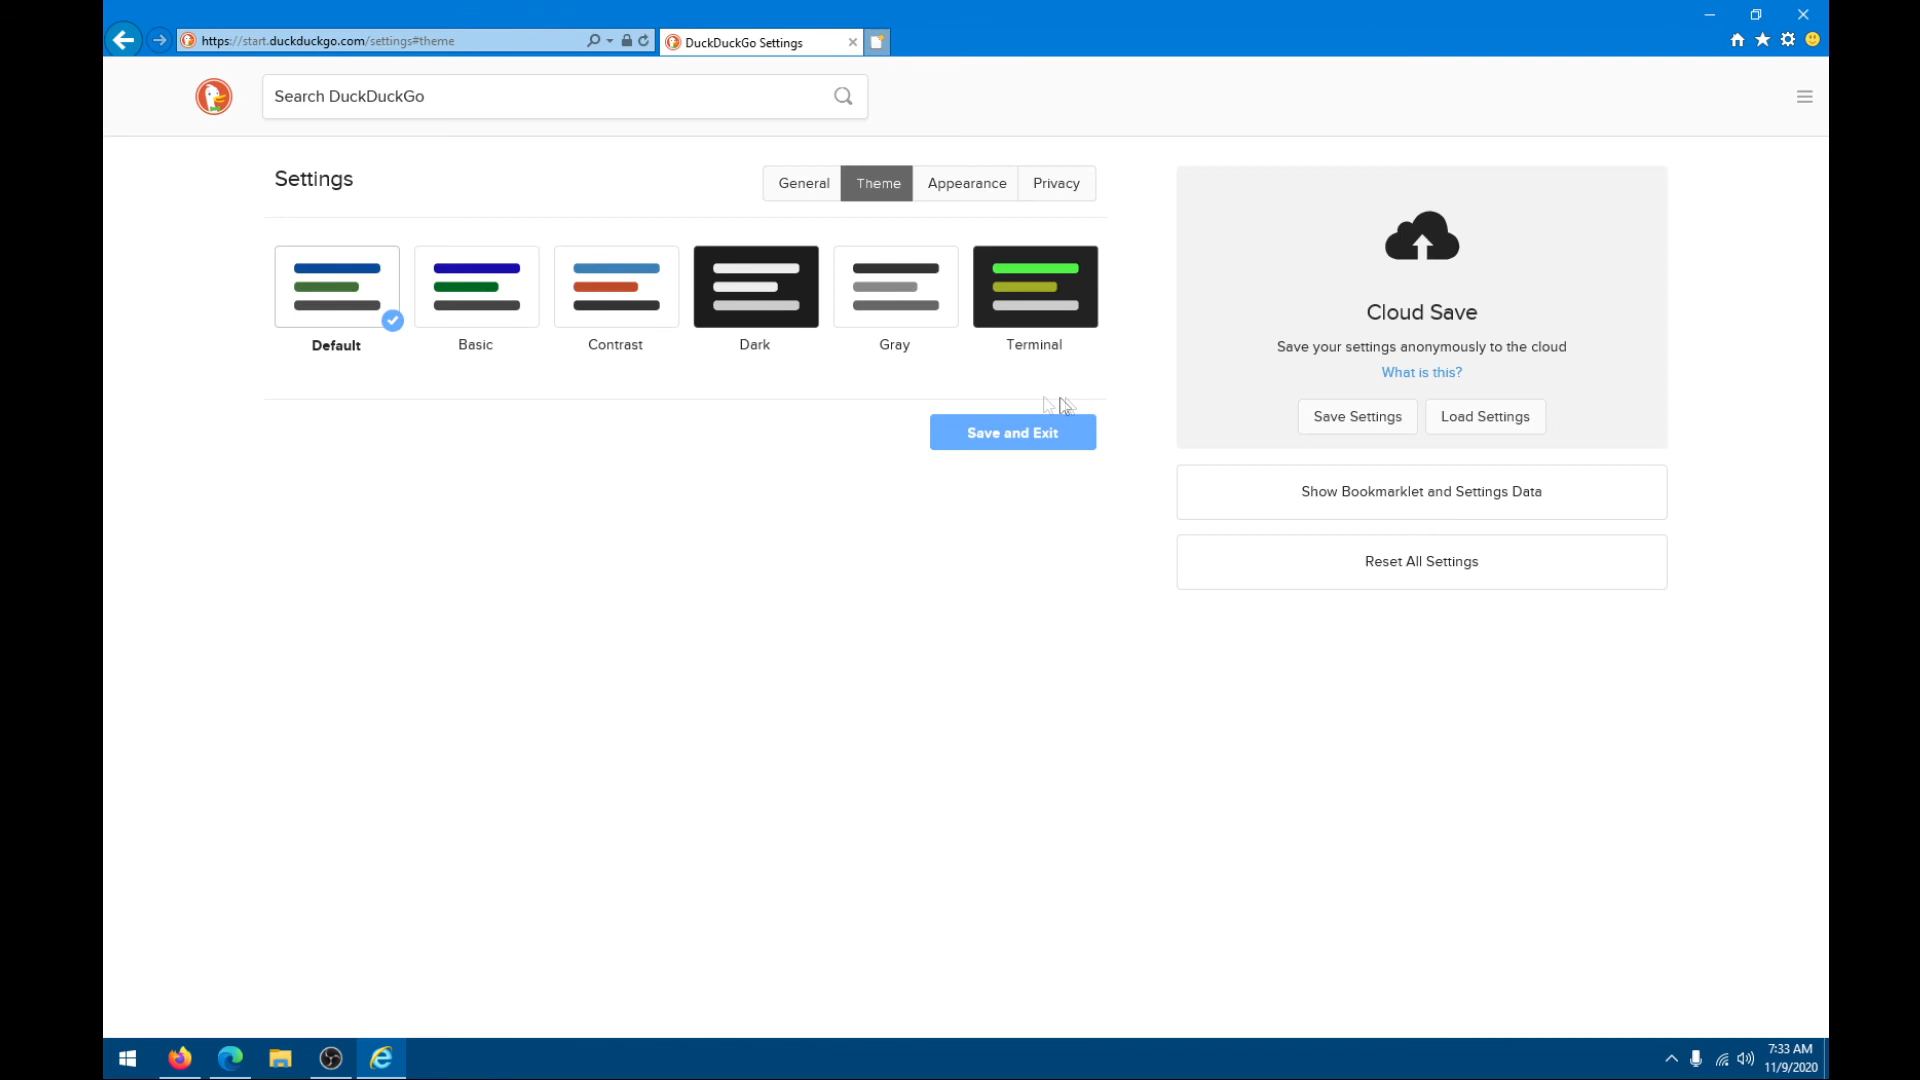 https://start.duckduckgo.com/settings#theme
DuckDuckGo Settings
Search DuckDuckGo
Settings
General
Theme
Appearance
Privacy
Default
Basic
Contrast
Dark
Gray
Terminal
Save and Exit
Cloud Save
Save your settings anonymously to the cloud
What is this?
Save Settings
Load Settings
Show Bookmarklet and Settings Data
Reset All Settings
7:33 AM
11/9/2020